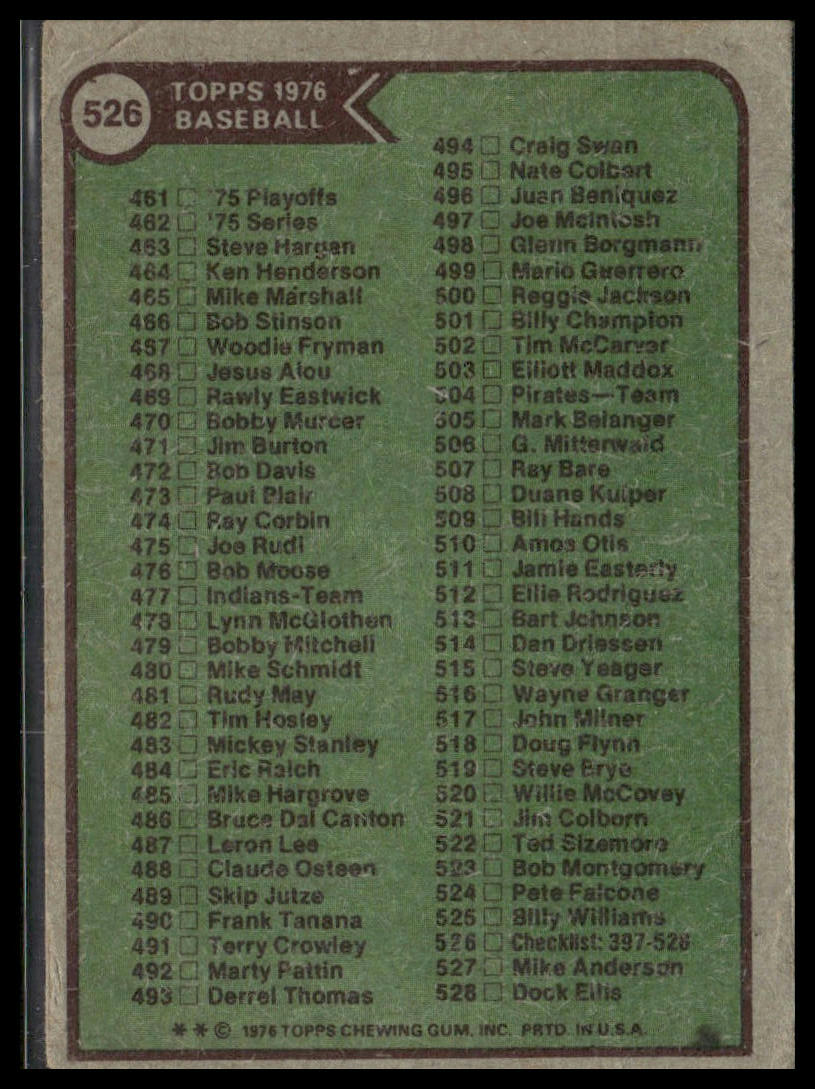 526
TOPPS 1976
BASEBALL
461 '75 Playoffs
462 '75 Series
463 Steve Hargan
464 Ken Henderson
465 Mike Marshall
466 Bob Stinson
467 Woodie Fryman
468 Jesus Alou
469 Rawly Eastwick
470 Bobby Murcer
471 Jim Burton
472 Bob Davis
473 Paul Blair
474 Ray Corbin
475 Joe Rudi
476 Bob Moose
477 Indians-Team
478 Lynn McGlothen
479 Bobby Mitchell
480 Mike Schmidt
481 Rudy May
482 Tim Hosley
483 Mickey Stanley
484 Eric Raich
485 Mike Hargrove
486 Bruce Dal Canton
487 Leron Lee
488 Claude Osteen
489 Skip Jutze
490 Frank Tanana
491 Terry Crowley
492 Marty Pattin
493 Derrel Thomas
494 Craig Swan
495 Nate Colbert
496 Juan Beniquez
497 Joe McIntosh
498 Glenn Borgmann
499 Mario Guerrero
500 Reggie Jackson
501 Billy Champion
502 Tim McCarver
503 Elliott Maddox
504 Pirates—Team
505 Mark Belanger
506 G. Mitterwald
507 Ray Bare
508 Duane Kuiper
509 Bill Hands
510 Amos Otis
511 Jamie Easterly
512 Ellie Rodriguez
513 Bart Johnson
514 Dan Driessen
515 Steve Yeager
516 Wayne Granger
517 John Milner
518 Doug Flynn
519 Steve Brye
520 Willie McCovey
521 Jim Colborn
522 Ted Sizemore
523 Bob Montgomery
524 Pete Falcone
525 Billy Williams
526 Checklist: 397-528
527 Mike Anderson
528 Dock Ellis
* * © 1976 TOPPS CHEWING GUM, INC. PRTD. IN U.S.A.